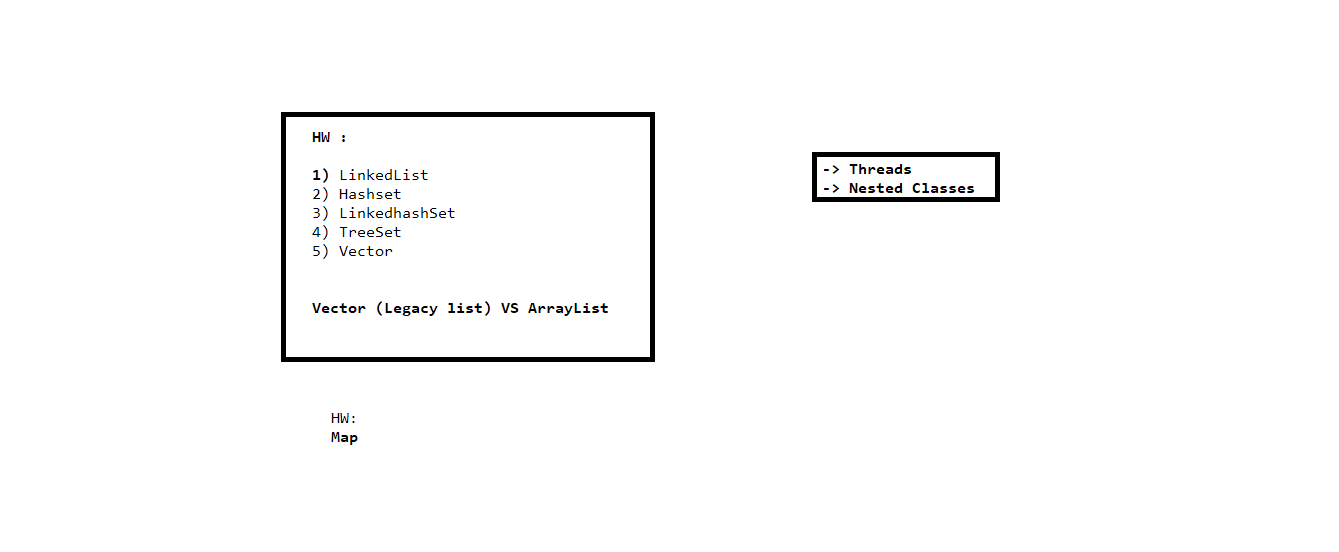 HW :
1) LinkedList
2) Hashset
3) LinkedhashSet
4) TreeSet
5) Vector
Vector (Legacy list) VS ArrayList
HW:
Map
-> Threads
-> Nested Classes